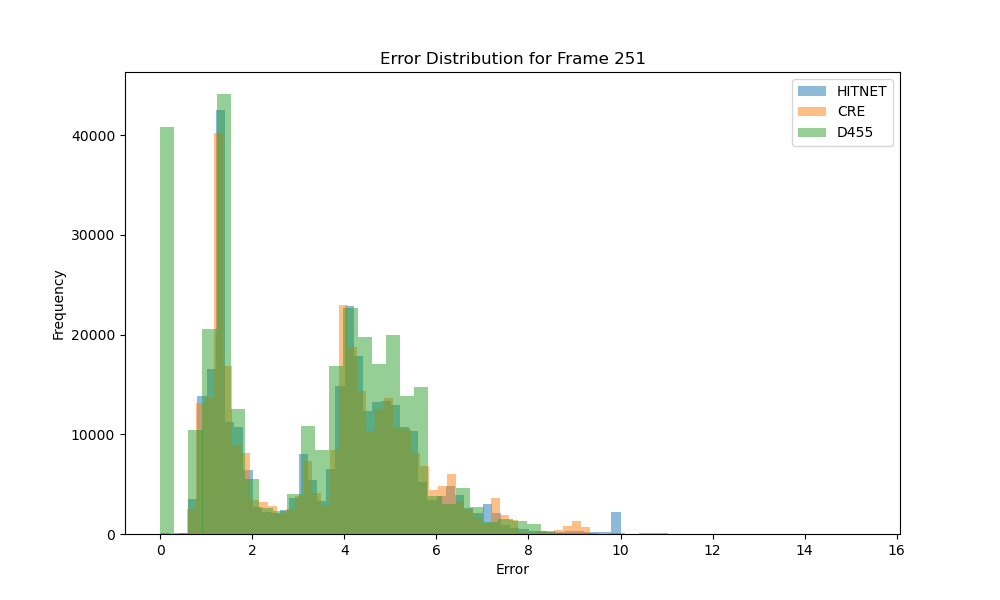 Error Distribution for Frame 251
HITNET
CRE
D455
Frequency
40000
30000
20000
10000
0
0 2 4 6 8 10 12 14 16
Error